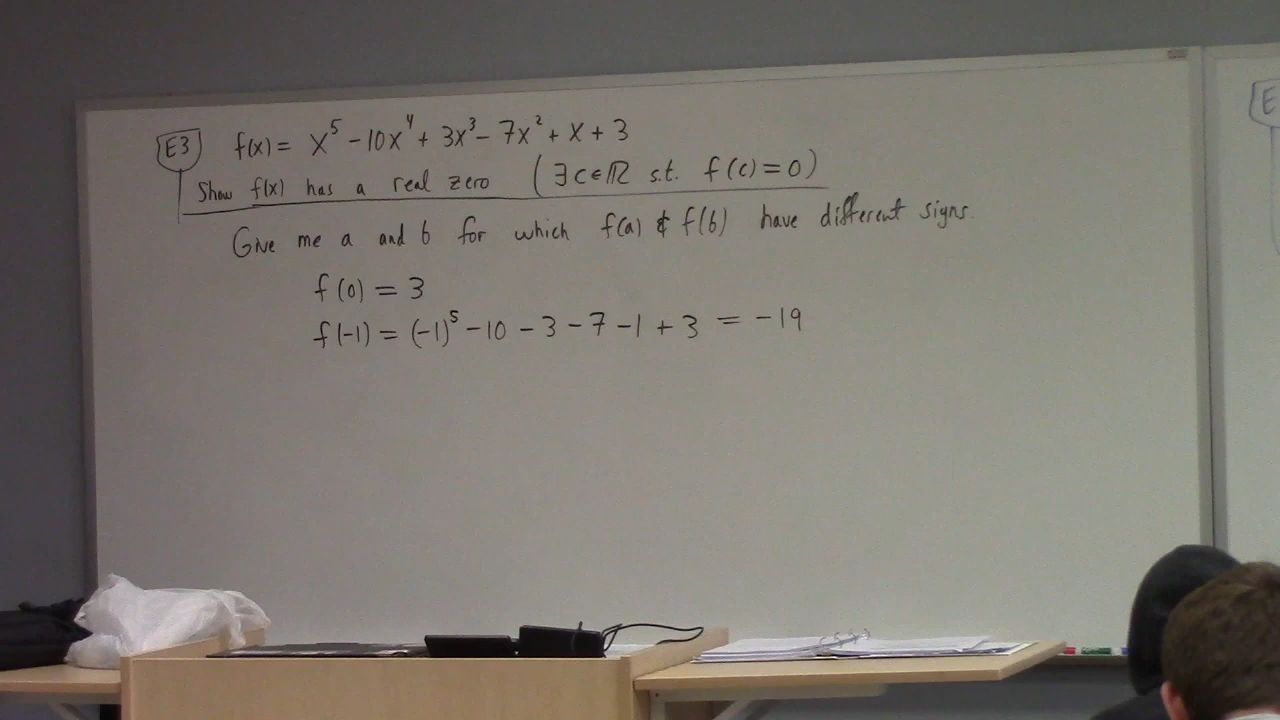 E3 f(x) = x⁵ - 10x⁴ + 3x³ - 7x² + x + 3
Show f(x) has a real zero (∃ c ∈ ℝ s.t. f(c) = 0)
Give me a and b for which f(a) & f(b) have different signs.
f(0) = 3
f(-1) = (-1)⁵ - 10 - 3 - 7 - 1 + 3 = -19
E